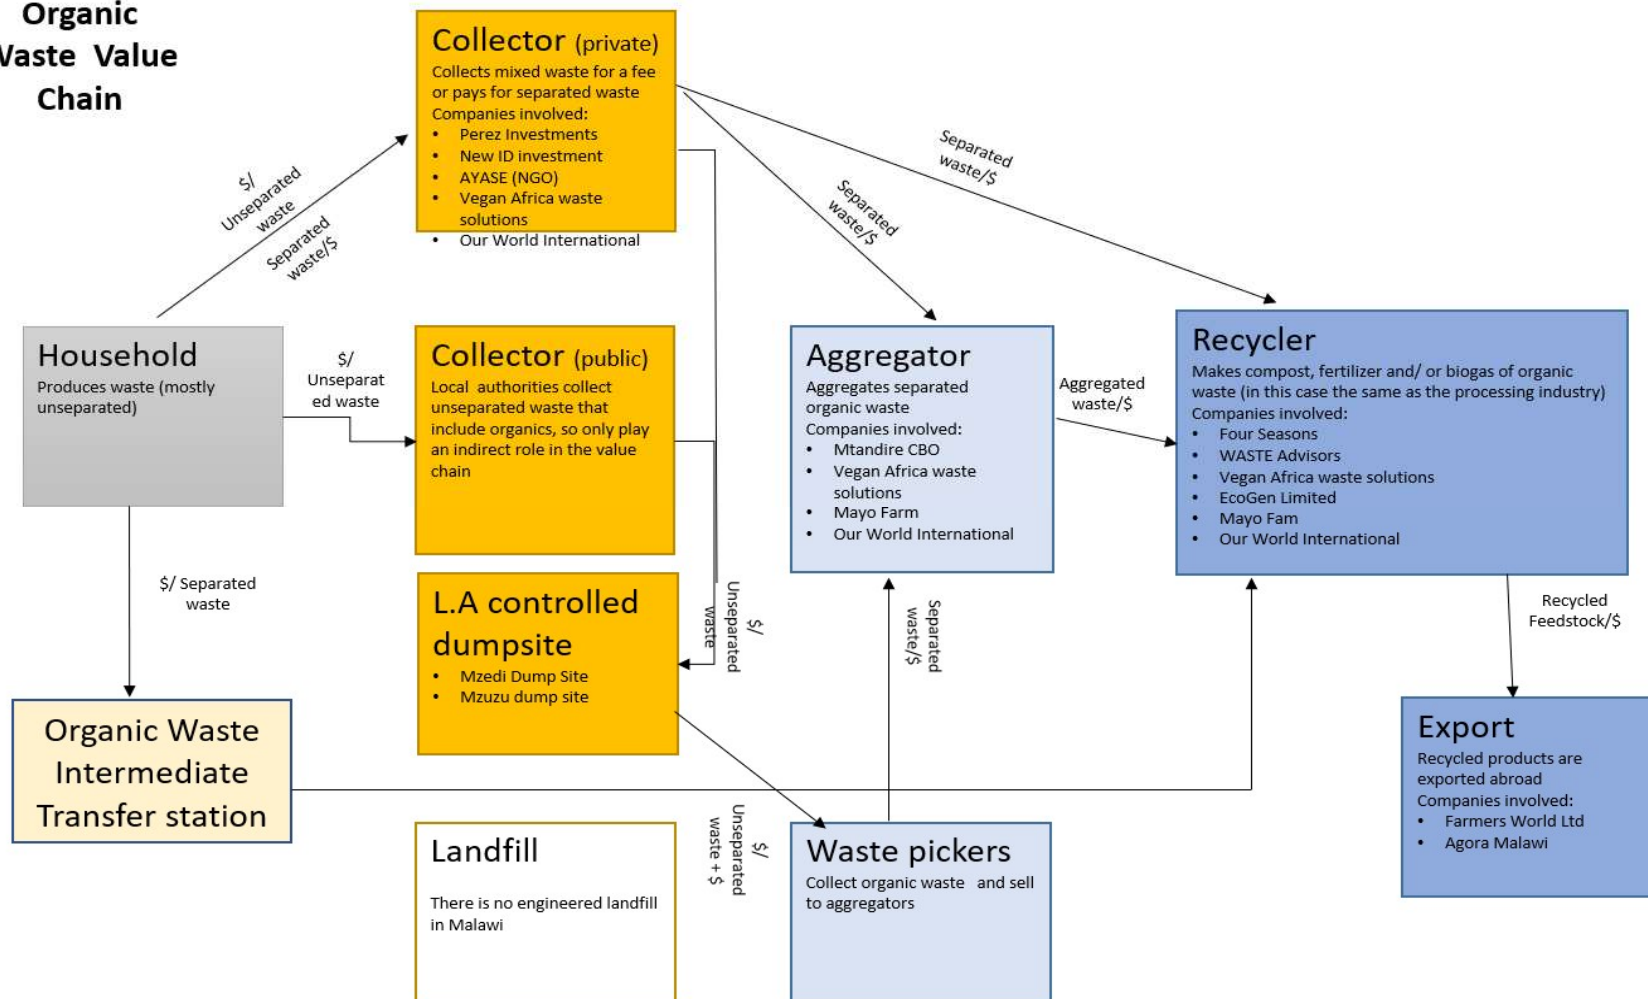 Organic
Waste Value
Chain
Collector (private)
Collects mixed waste for a fee
or pays for separated waste
Companies involved:
• Perez Investments
• New ID investment
• AYASE (NGO)
• Vegan Africa waste
solutions
• Our World International
$/
Unseparated
waste
Separated
waste/$
Separated
waste/$
Separated
waste/$
Household
Produces waste (mostly
unseparated)
$/
Unseparat
ed waste
Collector (public)
Local authorities collect
unseparated waste that
include organics, so only play
an indirect role in the value
chain
Aggregator
Aggregates separated
organic waste
Companies involved:
• Mtandire CBO
• Vegan Africa waste
solutions
• Mayo Farm
• Our World International
Aggregated
waste/$
Recycler
Makes compost, fertilizer and/ or biogas of organic
waste (in this case the same as the processing industry)
Companies involved:
• Four Seasons
• WASTE Advisors
• Vegan Africa waste solutions
• EcoGen Limited
• Mayo Fam
• Our World International
$/ Separated
waste
L.A controlled
dumpsite
• Mzedi Dump Site
• Mzuzu dump site
$/
Unseparated
waste
Separated
waste/$
Recycled
Feedstock/$
Organic Waste
Intermediate
Transfer station
Export
Recycled products are
exported abroad
Companies involved:
• Farmers World Ltd
• Agora Malawi
Landfill
There is no engineered landfill
in Malawi
$/
Unseparated
waste + $
Waste pickers
Collect organic waste and sell
to aggregators